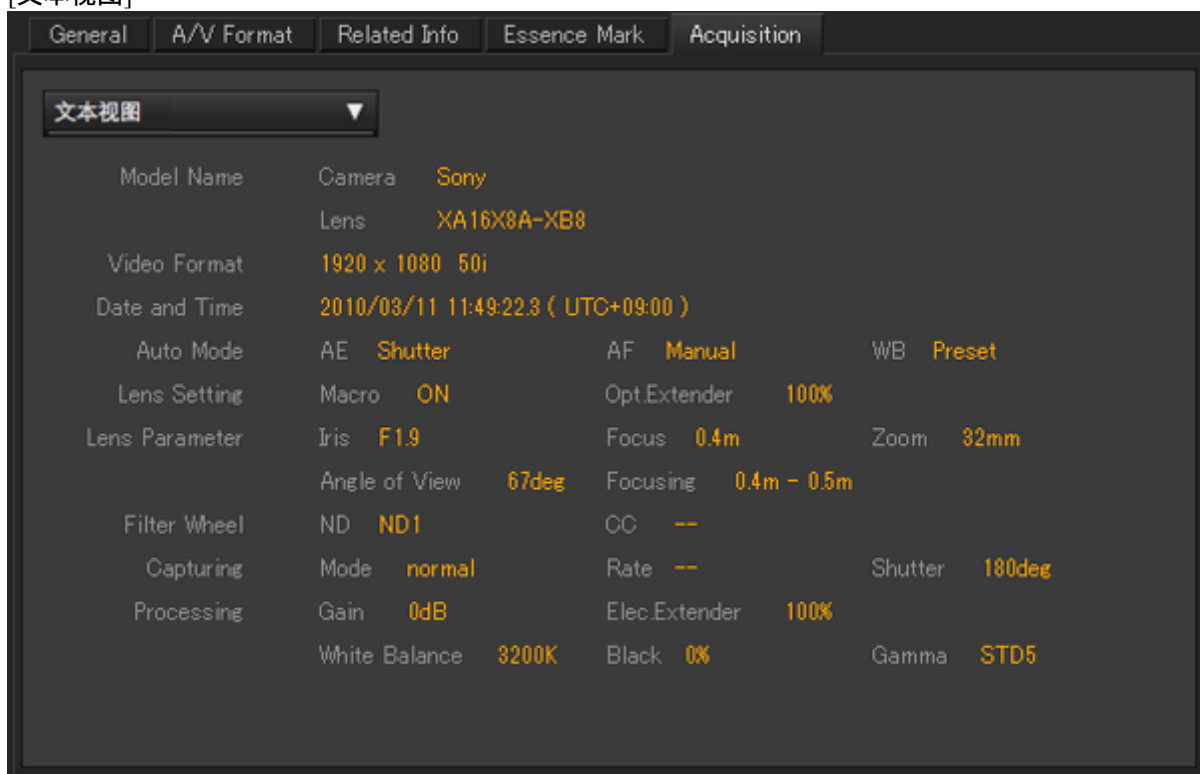 [文本视图]
General A/V Format Related Info Essence Mark Acquisition
文本视图 ▼
Model Name Camera Sony
Lens XA16X8A-XB8
Video Format 1920 x 1080 50i
Date and Time 2010/03/11 11:49:22.3 ( UTC+09:00 )
Auto Mode AE Shutter AF Manual WB Preset
Lens Setting Macro ON Opt.Extender 100%
Lens Parameter Iris F1.9 Focus 0.4m Zoom 32mm
Angle of View 67deg Focusing 0.4m - 0.5m
Filter Wheel ND ND1 CC --
Capturing Mode normal Rate -- Shutter 180deg
Processing Gain 0dB Elec.Extender 100%
White Balance 3200K Black 0% Gamma STD5